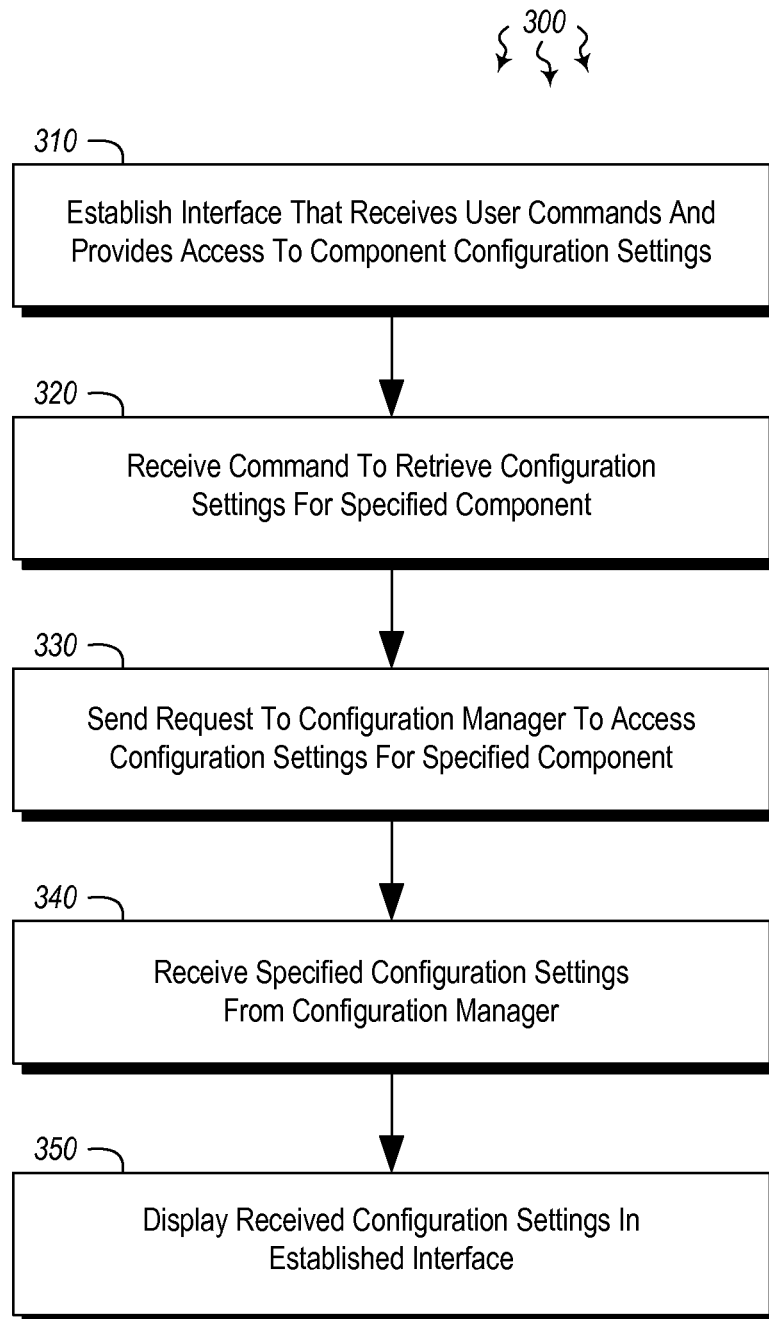 300
310
Establish Interface That Receives User Commands And
Provides Access To Component Configuration Settings
320
Receive Command To Retrieve Configuration
Settings For Specified Component
330
Send Request To Configuration Manager To Access
Configuration Settings For Specified Component
340
Receive Specified Configuration Settings
From Configuration Manager
350
Display Received Configuration Settings In
Established Interface